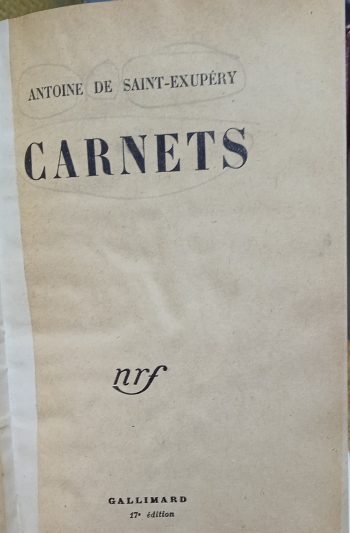 ANTOINE DE SAINT-EXUPÉRY
CARNETS
nrf
GALLIMARD
17e édition